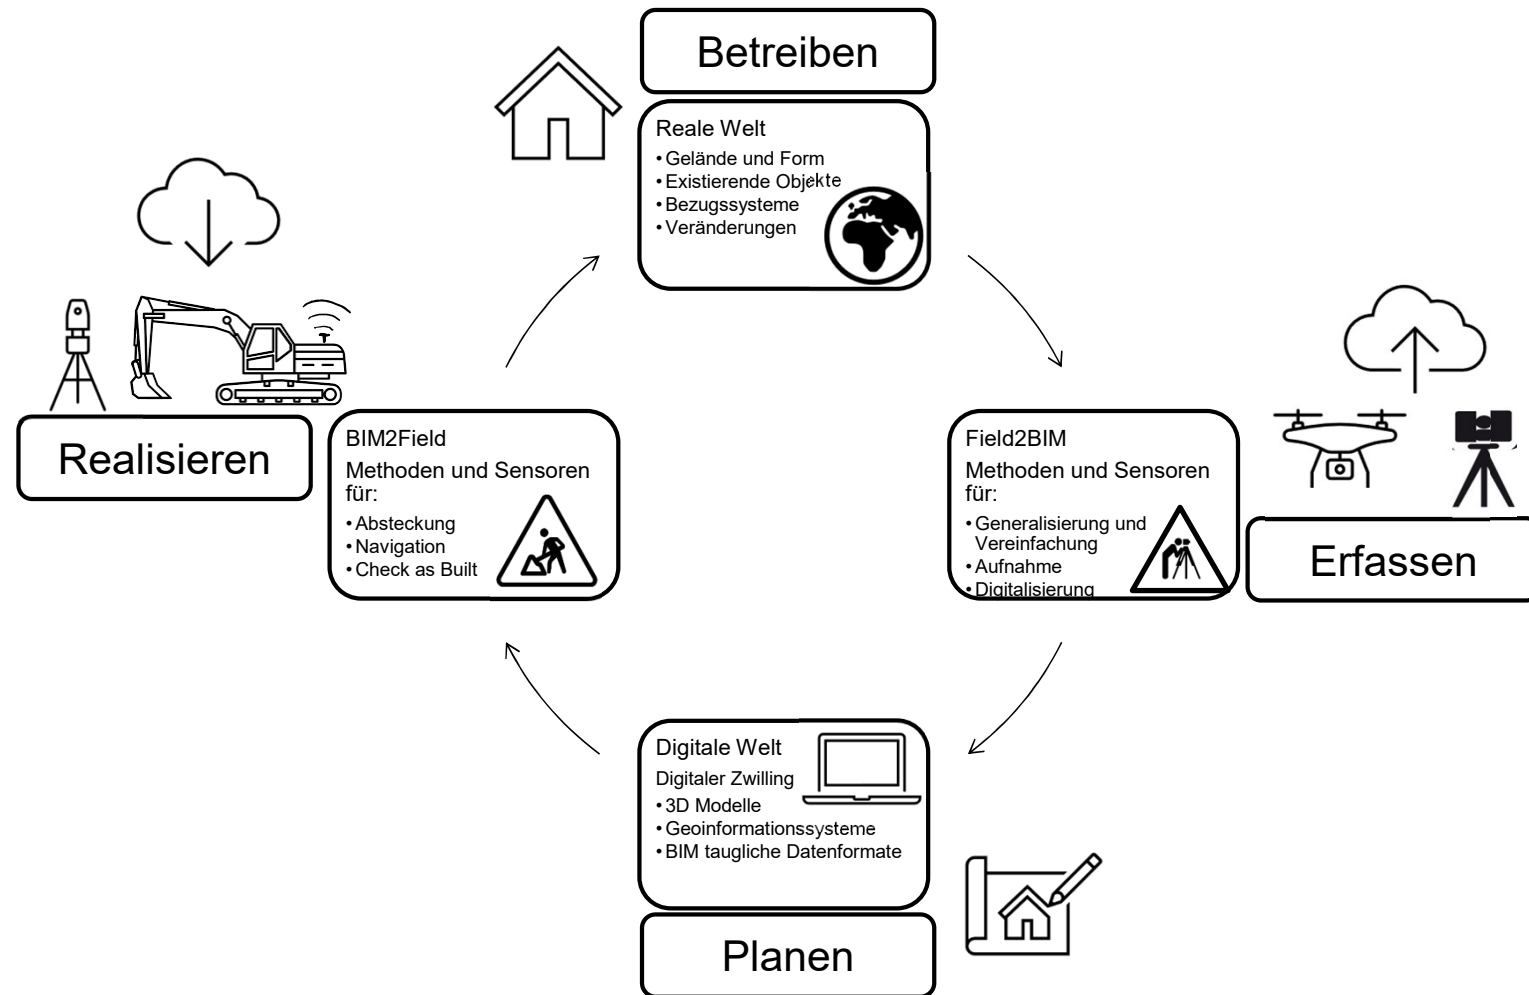 Betreiben
Reale Welt
• Gelände und Form
• Existierende Objekte
• Bezugssysteme
• Veränderungen
Realisieren
BIM2Field
Methoden und Sensoren
für:
• Absteckung
• Navigation
• Check as Built
Field2BIM
Methoden und Sensoren
für:
• Generalisierung und
Vereinfachung
• Aufnahme
• Digitalisierung
Erfassen
Digitale Welt
Digitaler Zwilling
• 3D Modelle
• Geoinformationssysteme
• BIM taugliche Datenformate
Planen